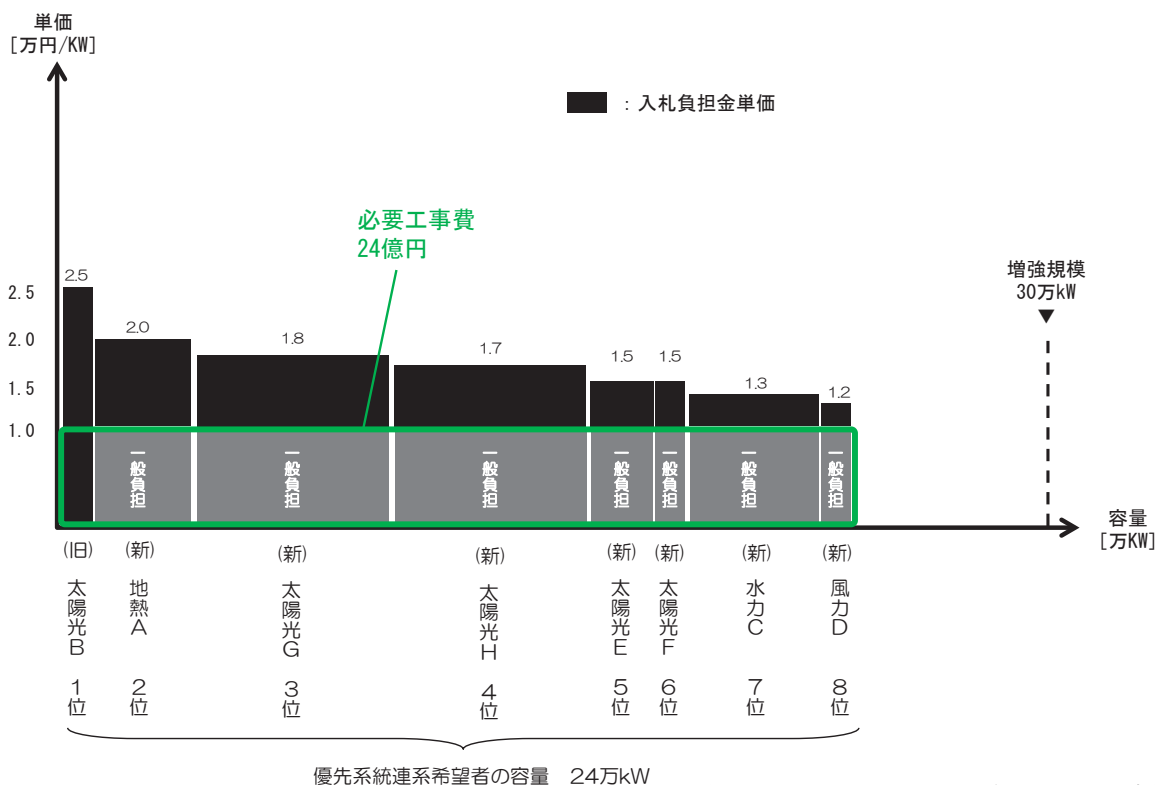 単価
[万円/KW]
：入札負担金単価
必要工事費
24億円
増強規模
30万kW
2.5
2.0
1.5
1.0
2.5
2.0
1.8
1.7
1.5
1.5
1.3
1.2
一般負担
一般負担
一般負担
一般負担
一般負担
一般負担
一般負担
容量
[万KW]
(旧)
(新)
(新)
(新)
(新)
(新)
(新)
(新)
太陽光B
地熱A
太陽光G
太陽光H
太陽光E
太陽光F
水力C
風力D
1位
2位
3位
4位
5位
6位
7位
8位
優先系統連系希望者の容量　24万kW